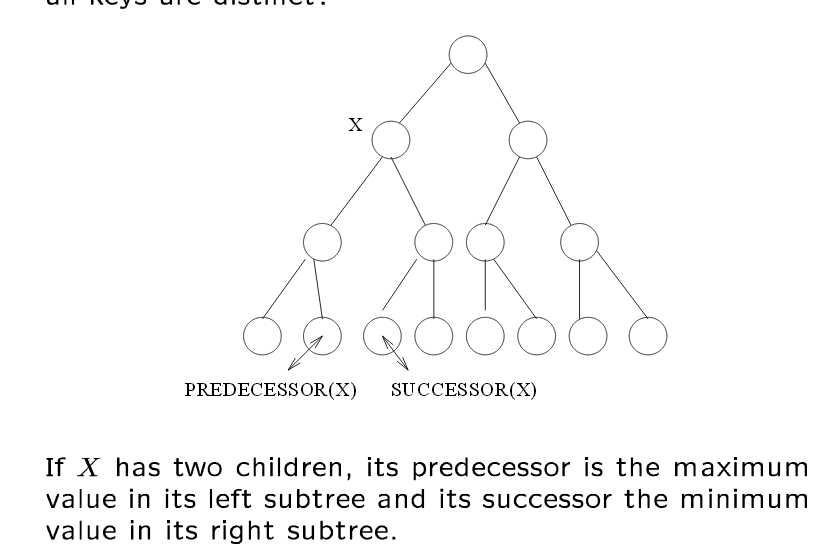 all keys are distinct?
X
PREDECESSOR(X) SUCCESSOR(X)
If X has two children, its predecessor is the maximum
value in its left subtree and its successor the minimum
value in its right subtree.